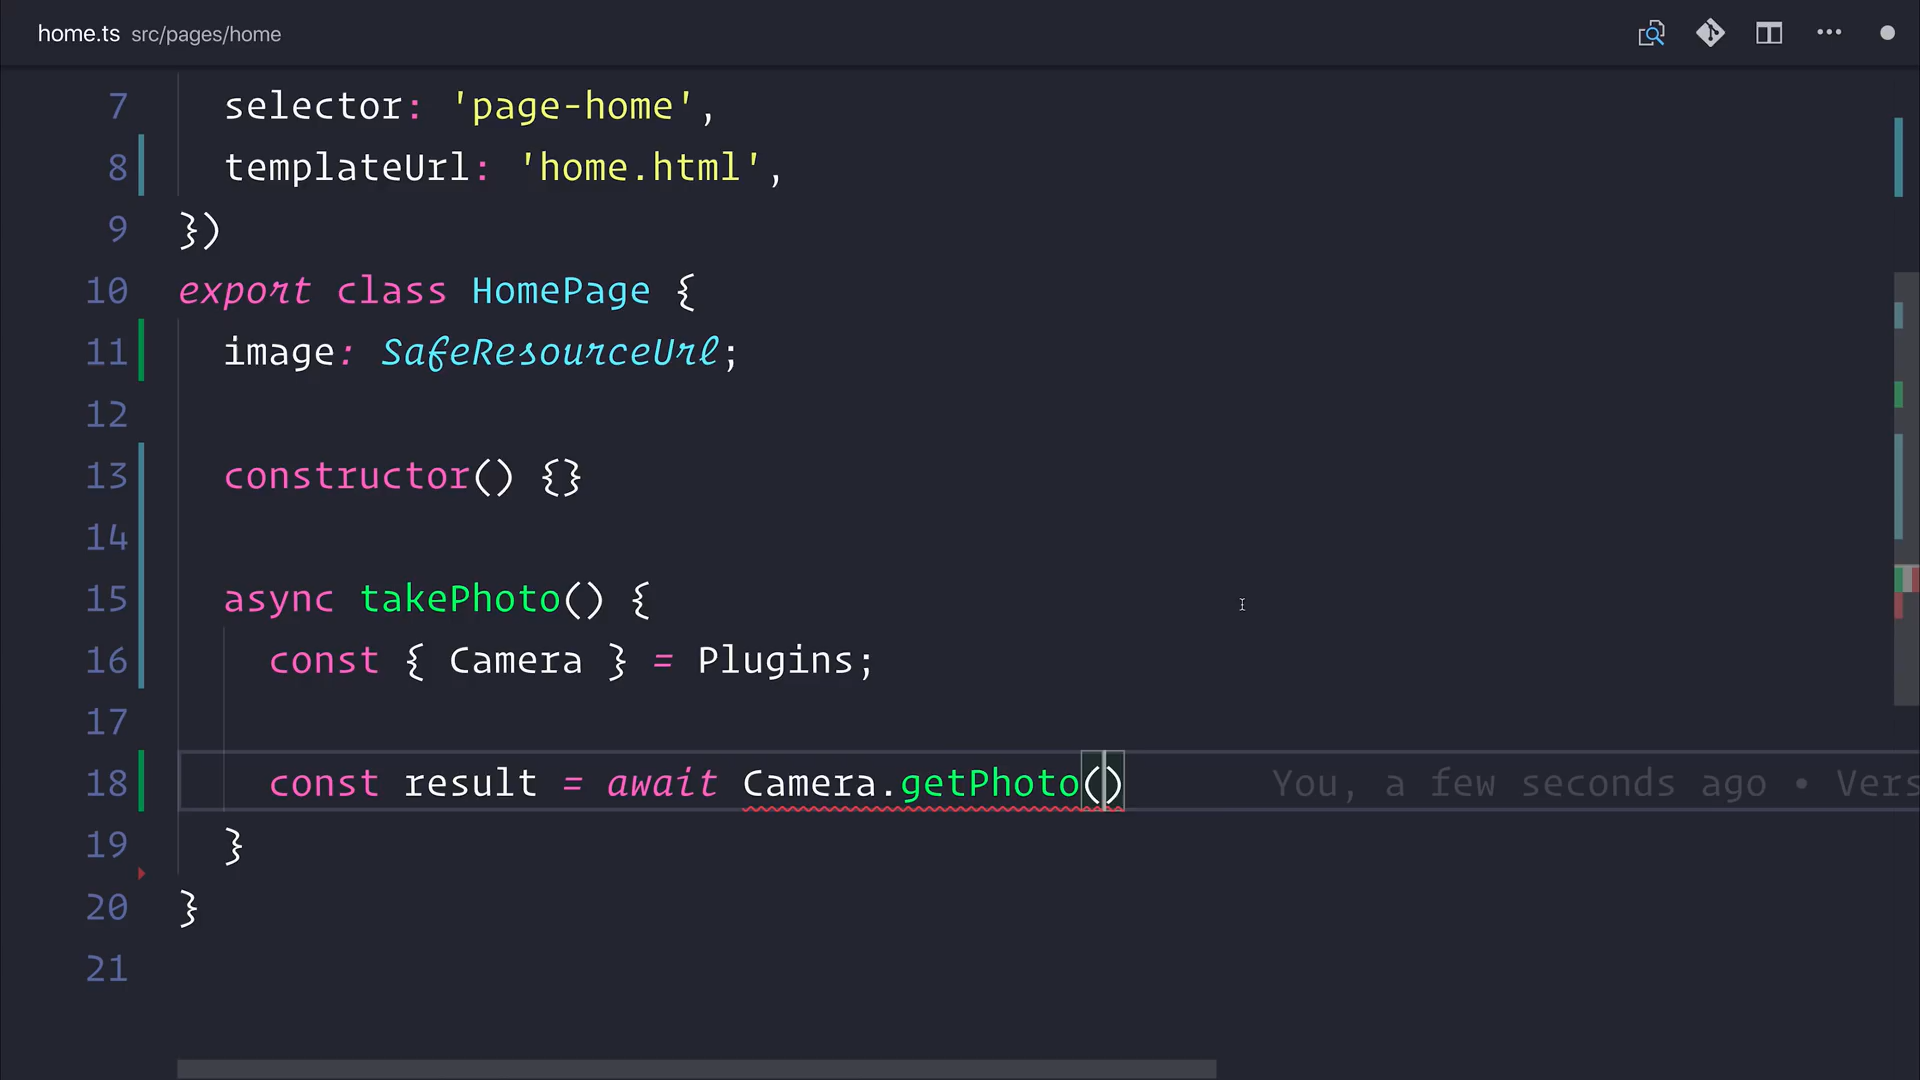 home.ts src/pages/home
7 selector: 'page-home',
8 templateUrl: 'home.html',
9 })
10 export class HomePage {
11 image: SafeResourceUrl;
12
13 constructor() {}
14
15 async takePhoto() {
16 const { Camera } = Plugins;
17
18 const result = await Camera.getPhoto() You, a few seconds ago • Vers
19 }
20 }
21